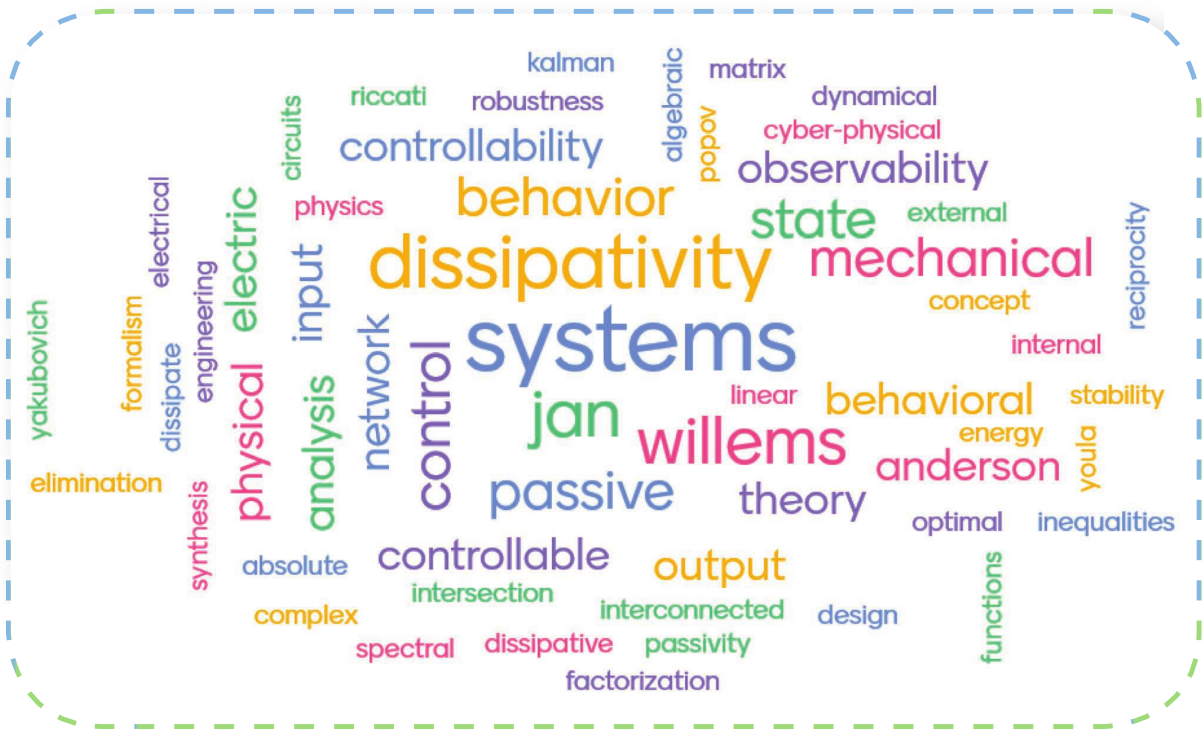 kalman
algebraic
matrix
riccati
robustness
dynamical
circuits
popov
cyber-physical
controllability
observability
behavior
physics
electrical
electric
state
external
reciprocity
input
dissipativity
mechanical
engineering
concept
yakubovich
formalism
dissipate
network
control
systems
internal
physical
analysis
jan
linear
behavioral
stability
willems
energy
youla
anderson
elimination
synthesis
passive
theory
optimal
inequalities
absolute
controllable
output
functions
intersection
complex
interconnected
design
spectral
dissipative
passivity
factorization